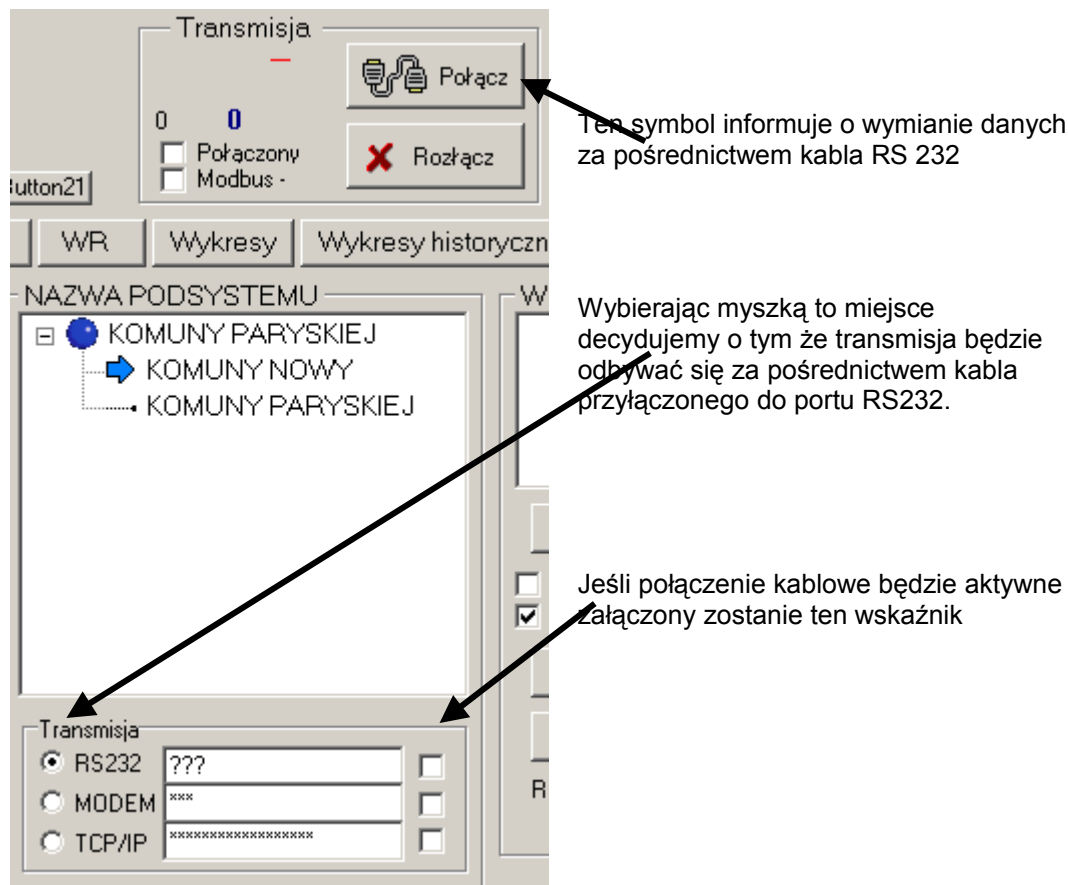 Transmisja
Połącz
0 0
Połączony
Rozłącz
Modbus -
Button21
WR
Wykresy
Wykresy historyczn
NAZWA PODSYSTEMU
W
KOMUNY PARYSKIEJ
KOMUNY NOWY
KOMUNY PARYSKIEJ
Transmisja
RS232 ???
MODEM ***
TCP/IP ******************
R
Ten symbol informuje o wymianie danych
za pośrednictwem kabla RS 232
Wybierając myszką to miejsce
decydujemy o tym że transmisja będzie
odbywać się za pośrednictwem kabla
przyłączonego do portu RS232.
Jeśli połączenie kablowe będzie aktywne
załączony zostanie ten wskaźnik